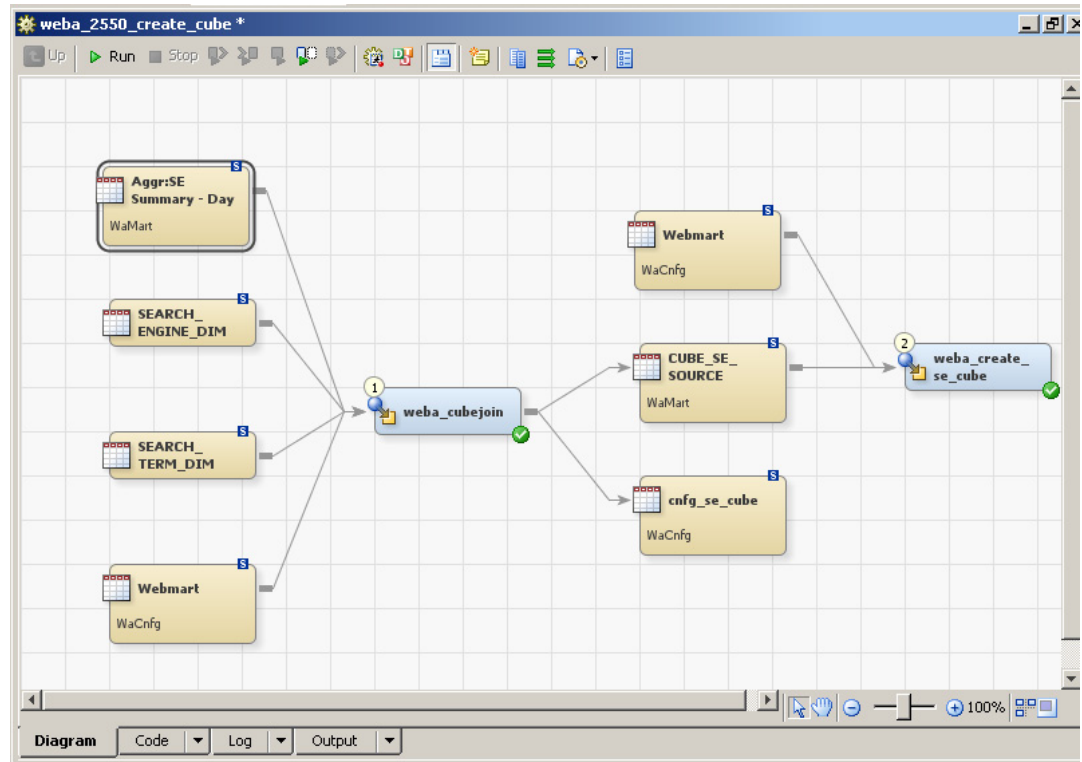 weba_2550_create_cube *
Up Run Stop
S
Aggr:SE
Summary - Day
WaMart
S
SEARCH_
ENGINE_DIM
S
SEARCH_
TERM_DIM
S
Webmart
WaCnfg
1
weba_cubejoin
S
Webmart
WaCnfg
S
CUBE_SE_
SOURCE
WaMart
S
cnfg_se_cube
WaCnfg
2
weba_create_
se_cube
100%
Diagram Code Log Output